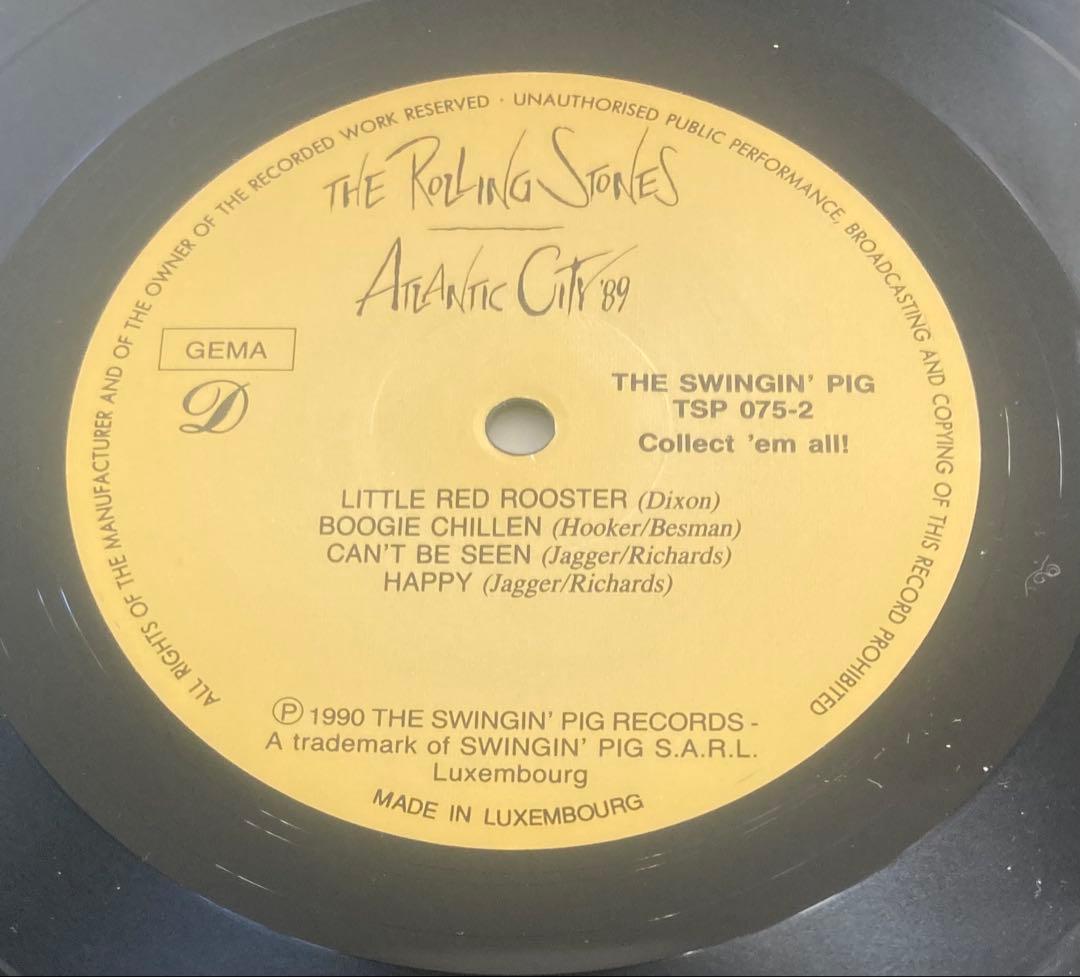 ALL RIGHTS OF THE MANUFACTURER AND OF THE OWNER OF THE RECORDED WORK RESERVED · UNAUTHORISED PUBLIC PERFORMANCE, BROADCASTING AND COPYING OF THIS RECORD PROHIBITED
THE ROLLING STONES
ATLANTIC CITY '89
GEMA
D
THE SWINGIN' PIG
TSP 075-2
Collect 'em all!
LITTLE RED ROOSTER (Dixon)
BOOGIE CHILLEN (Hooker/Besman)
CAN'T BE SEEN (Jagger/Richards)
HAPPY (Jagger/Richards)
Ⓟ 1990 THE SWINGIN' PIG RECORDS -
A trademark of SWINGIN' PIG S.A.R.L.
Luxembourg
MADE IN LUXEMBOURG